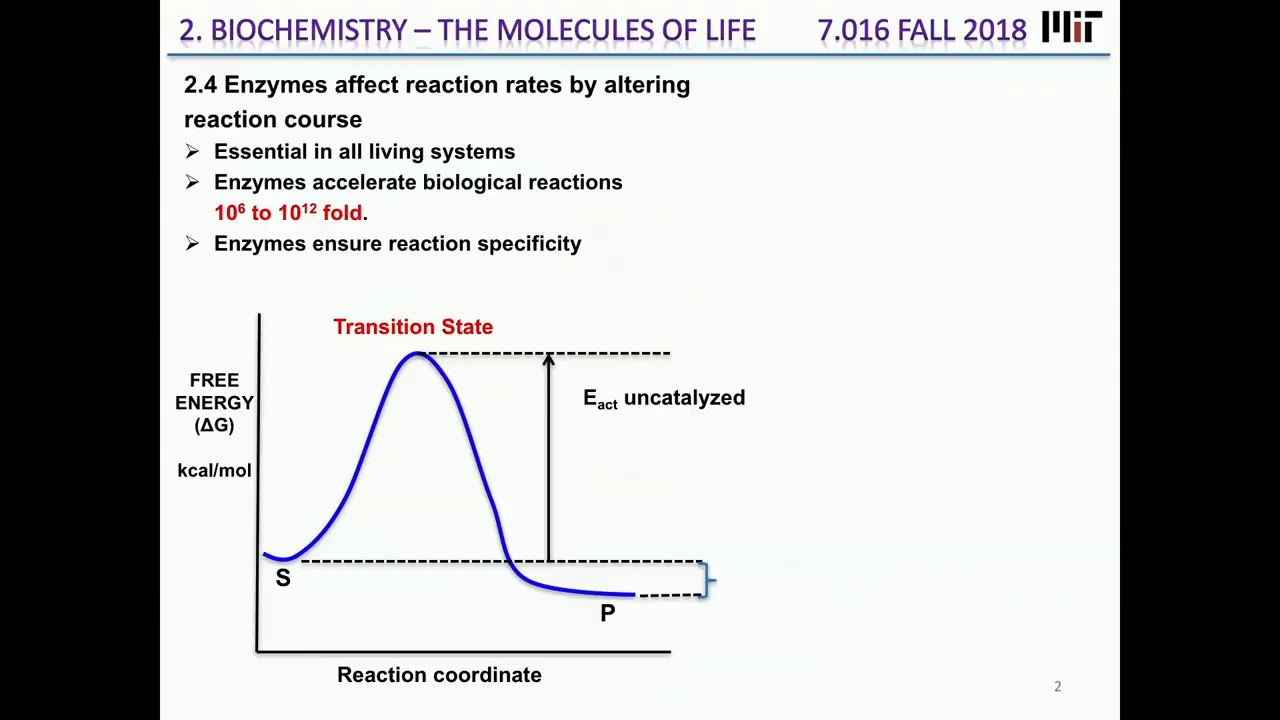 2. BIOCHEMISTRY – THE MOLECULES OF LIFE 7.016 FALL 2018 MIT
2.4 Enzymes affect reaction rates by altering
reaction course
➢ Essential in all living systems
➢ Enzymes accelerate biological reactions
10⁶ to 10¹² fold.
➢ Enzymes ensure reaction specificity
Transition State
FREE
ENERGY
(ΔG)
kcal/mol
Eact uncatalyzed
S
P
Reaction coordinate
2